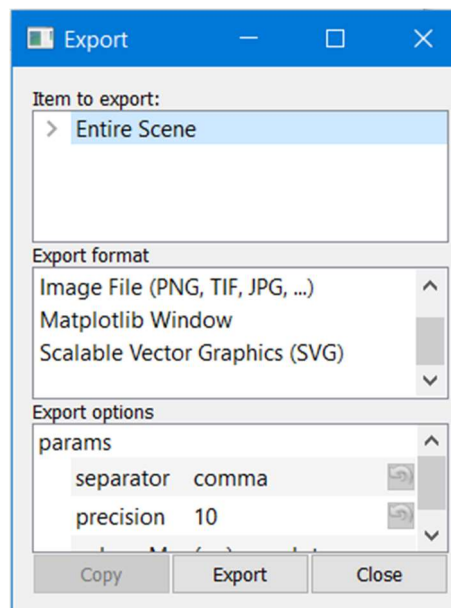 Export
Item to export:
Entire Scene
Export format
Image File (PNG, TIF, JPG, ...)
Matplotlib Window
Scalable Vector Graphics (SVG)
Export options
params
separator comma
precision 10
Copy Export Close